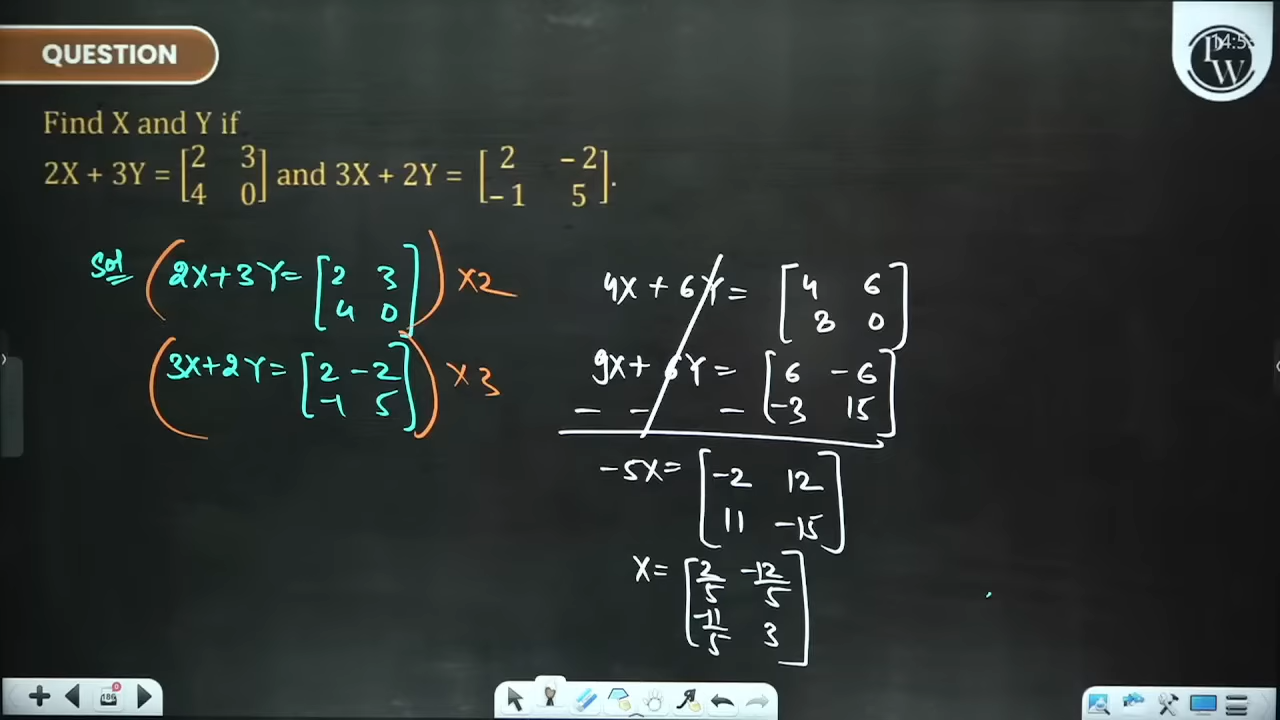 QUESTION
Find X and Y if
2X + 3Y = [2 3
4 0] and 3X + 2Y = [2 -2
-1 5].
Sol (2X+3Y= [2 3
4 0]) ×2
(3X+2Y= [2 -2
-1 5]) ×3
4X + 6Y = [4 6
8 0]
9X + 6Y = [6 -6
-3 15]
- - -
-5X= [-2 12
11 -15]
X= [2/5 -12/5
-11/5 3]
PW
186